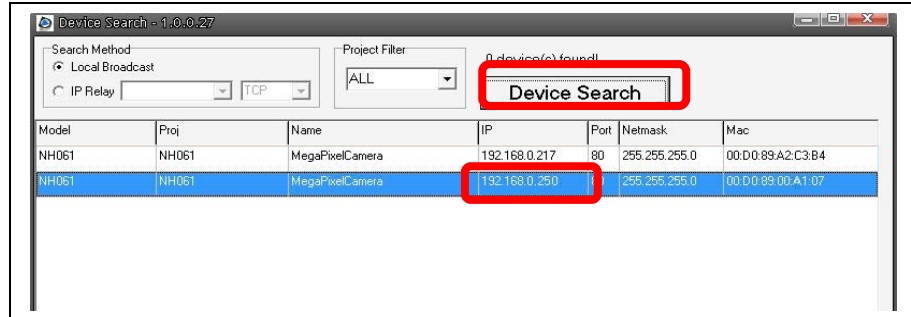 Device Search - 1.0.0.27
Search Method
Local Broadcast
IP Relay
TCP
Project Filter
ALL
0 device(s) found!
Device Search
Model Proj Name IP Port Netmask Mac
NH061 NH061 MegaPixelCamera 192.168.0.217 80 255.255.255.0 00:D0:89:A2:C3:B4
NH061 NH061 MegaPixelCamera 192.168.0.250 255.255.255.0 00:D0:89:00:A1:07